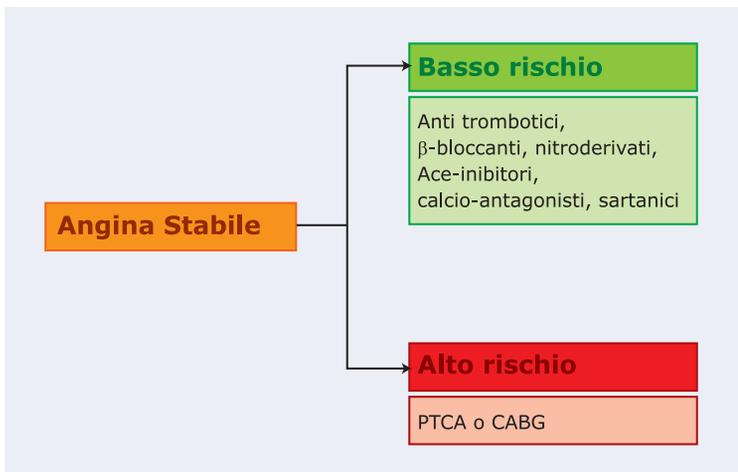 Basso rischio
Anti trombotici,
β-bloccanti, nitroderivati,
Ace-inibitori,
calcio-antagonisti, sartanici
Angina Stabile
Alto rischio
PTCA o CABG